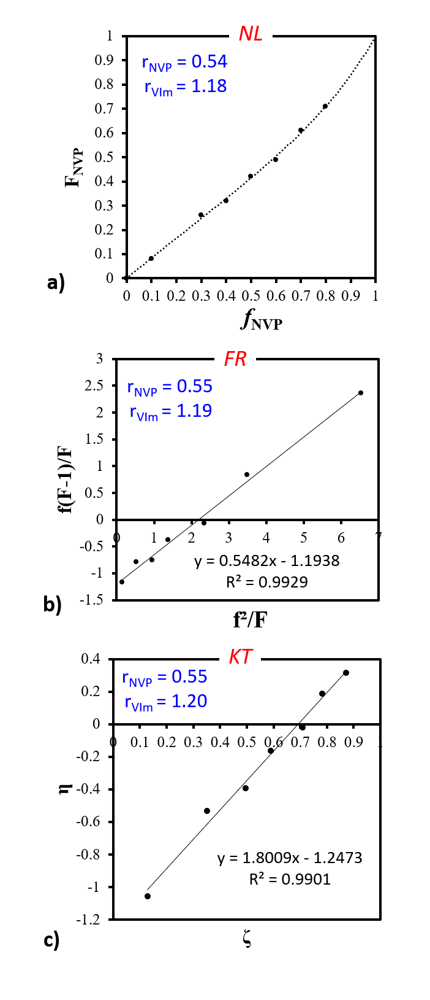 NL
r_NVP = 0.54
r_VIm = 1.18
1
0.9
0.8
0.7
0.6
0.5
0.4
0.3
0.2
0.1
0
F_NVP
a)
0 0.1 0.2 0.3 0.4 0.5 0.6 0.7 0.8 0.9 1
f_NVP
FR
r_NVP = 0.55
r_VIm = 1.19
3
2.5
2
1.5
1
0.5
0
-0.5
-1
-1.5
f(F-1)/F
0 1 2 3 4 5 6 7
y = 0.5482x - 1.1938
R² = 0.9929
b)
f²/F
KT
r_NVP = 0.55
r_VIm = 1.20
0.4
0.2
0
-0.2
-0.4
-0.6
-0.8
-1
-1.2
η
0 0.1 0.2 0.3 0.4 0.5 0.6 0.7 0.8 0.9 1
y = 1.8009x - 1.2473
R² = 0.9901
c)
ζ